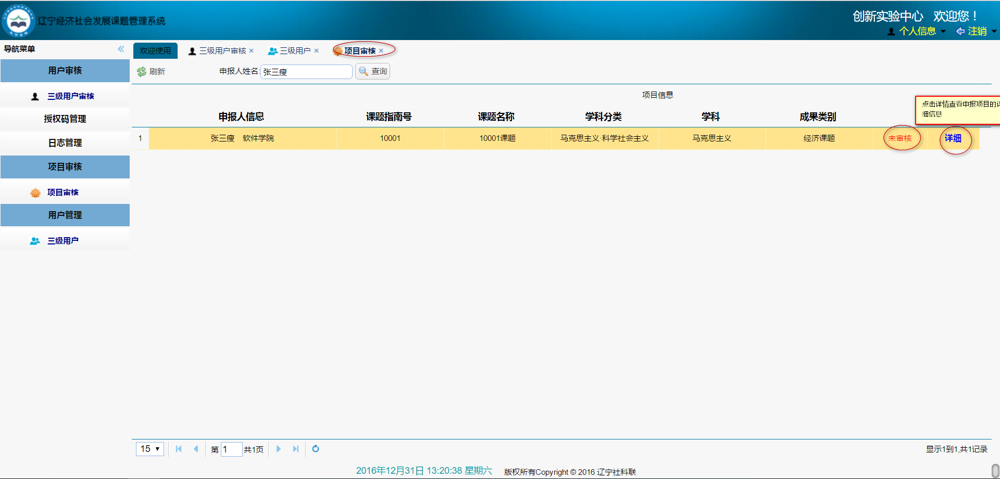 辽宁经济社会发展课题管理系统
创新实验中心 欢迎您！
个人信息 注销
导航菜单
用户审核
三级用户审核
授权码管理
日志管理
项目审核
项目审核
用户管理
三级用户
欢迎使用 三级用户审核 三级用户 项目审核
刷新 申报人姓名: 张三瘦 查询
项目信息
申报人信息 课题指南号 课题名称 学科分类 学科 成果类别
点击详情查看申报项目的详
细信息
1 张三瘦 软件学院 10001 10001课题 马克思主义·科学社会主义 马克思主义 经济课题 未审核 详细
15 第 1 共1页 显示1到1,共1记录
2016年12月31日 13:20:38 星期六 版权所有Copyright © 2016 辽宁社科联